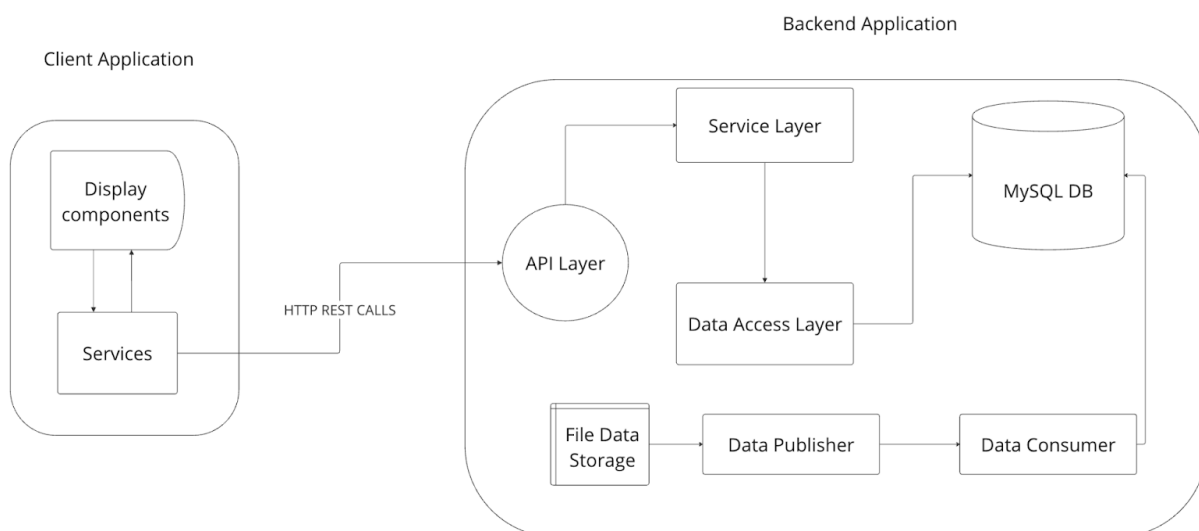 Backend Application
Client Application
Display
components
Services
HTTP REST CALLS
API Layer
Service Layer
Data Access Layer
MySQL DB
File Data
Storage
Data Publisher
Data Consumer